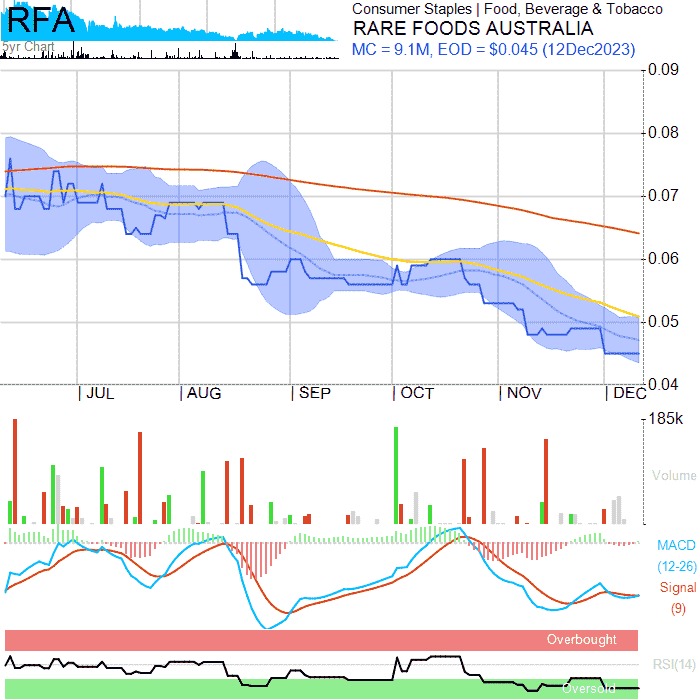 RFA
5yr Chart
Consumer Staples | Food, Beverage & Tobacco
RARE FOODS AUSTRALIA
MC = 9.1M, EOD = $0.045 (12Dec2023)
0.09
0.08
0.07
0.06
0.05
0.04
| JUL | AUG | SEP | OCT | NOV | DEC
185k
Volume
MACD
(12-26)
Signal
(9)
Overbought
RSI(14)
Oversold